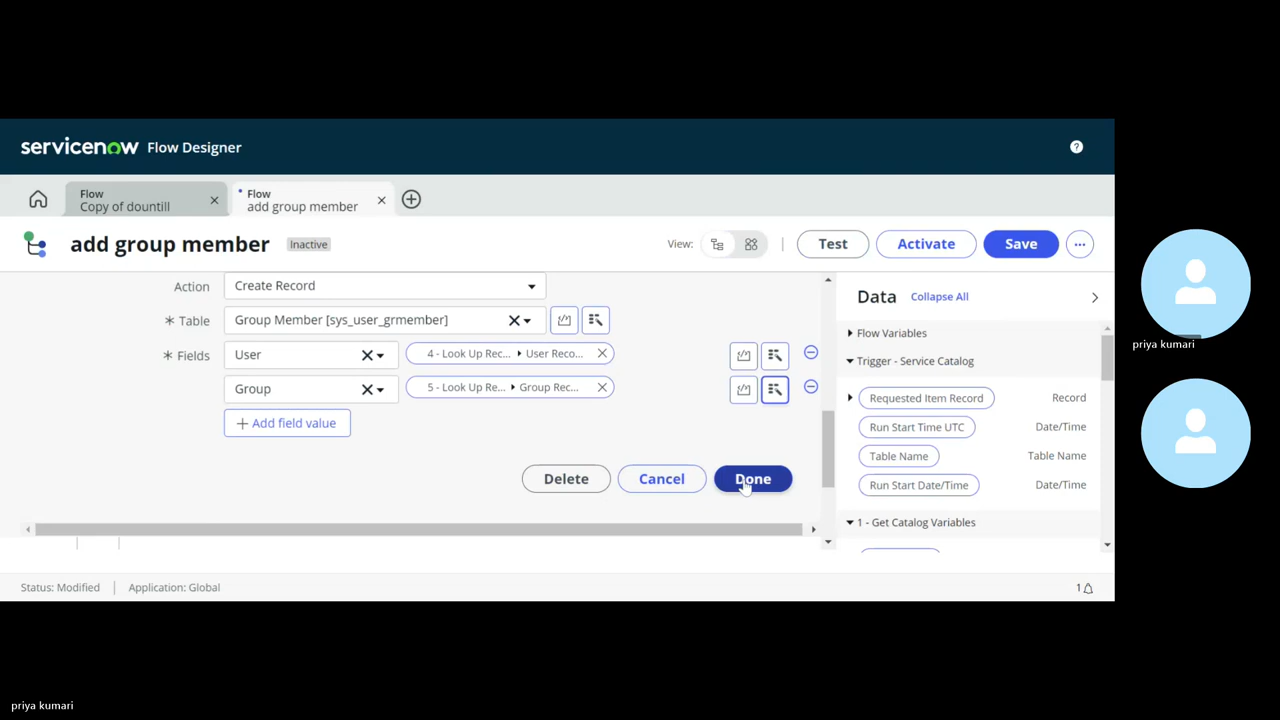 servicenow Flow Designer
Flow
Copy of dountill
Flow
add group member
add group member Inactive
View:
Test
Activate
Save
Action
Create Record
* Table
Group Member [sys_user_grmember]
* Fields
User
4 - Look Up Rec... User Reco...
Group
5 - Look Up Re... Group Rec...
+ Add field value
Delete
Cancel
Done
Data Collapse All
Flow Variables
Trigger - Service Catalog
Requested Item Record Record
Run Start Time UTC Date/Time
Table Name Table Name
Run Start Date/Time Date/Time
1 - Get Catalog Variables
Status: Modified | Application: Global
1
priya kumari
priya kumari